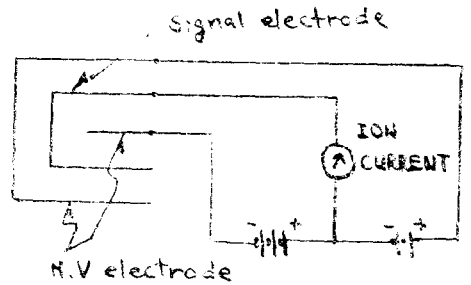 Signal electrode
ION
CURRENT
- + - +
H.V electrode